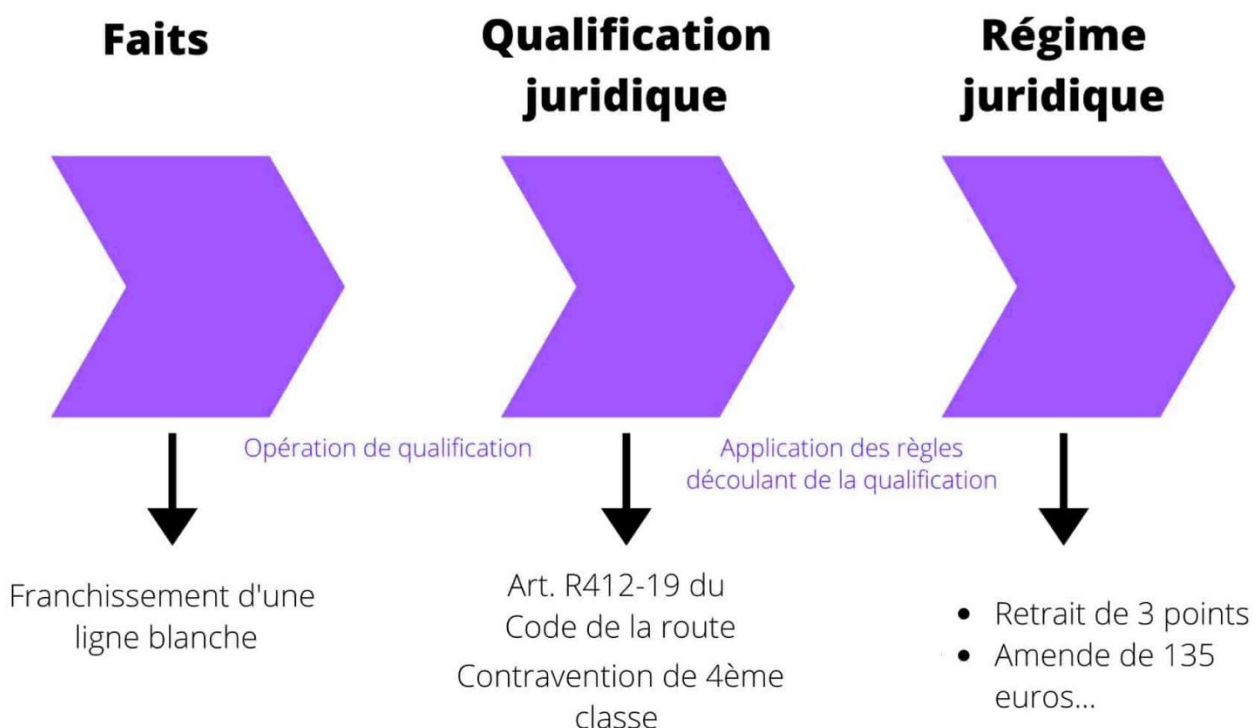 Faits
Qualification
juridique
Régime
juridique
Opération de qualification
Application des règles
découlant de la qualification
Franchissement d'une
ligne blanche
Art. R412-19 du
Code de la route
Contravention de 4ème
classe
• Retrait de 3 points
• Amende de 135
euros...